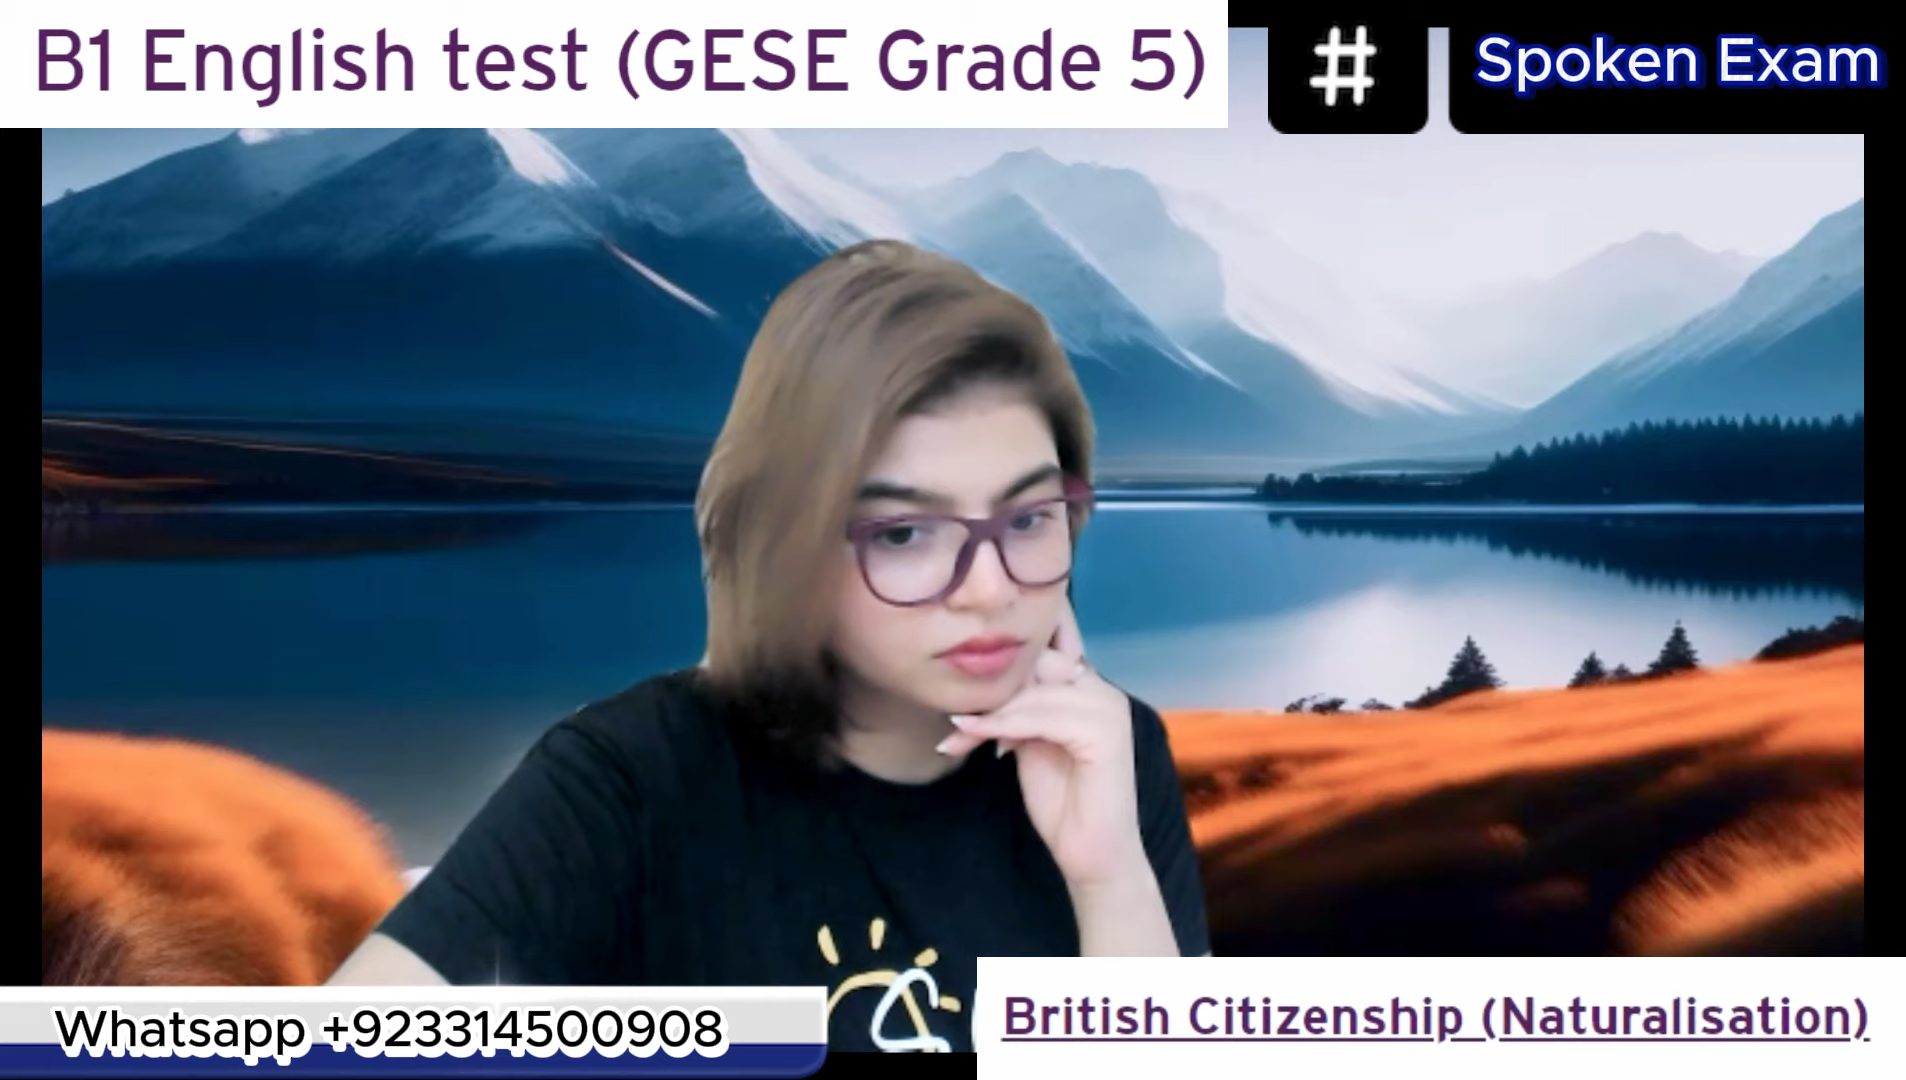 B1 English test (GESE Grade 5)
#
Spoken Exam
Whatsapp +923314500908
British Citizenship (Naturalisation)